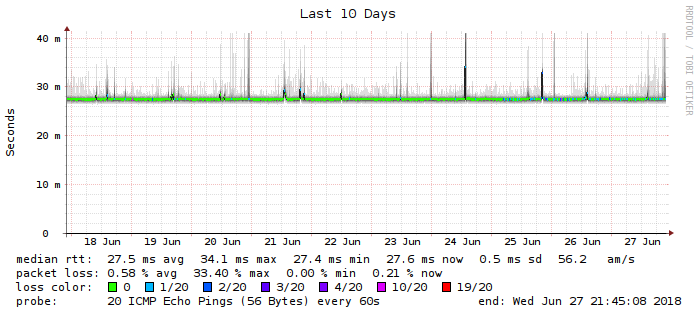 Last 10 Days
RRDTOOL / TOBI OETIKER
Seconds
40 m
30 m
20 m
10 m
0
18 Jun 19 Jun 20 Jun 21 Jun 22 Jun 23 Jun 24 Jun 25 Jun 26 Jun 27 Jun
median rtt: 27.5 ms avg 34.1 ms max 27.4 ms min 27.6 ms now 0.5 ms sd 56.2 am/s
packet loss: 0.58 % avg 33.40 % max 0.00 % min 0.21 % now
loss color: 0 1/20 2/20 3/20 4/20 10/20 19/20
probe: 20 ICMP Echo Pings (56 Bytes) every 60s end: Wed Jun 27 21:45:08 2018